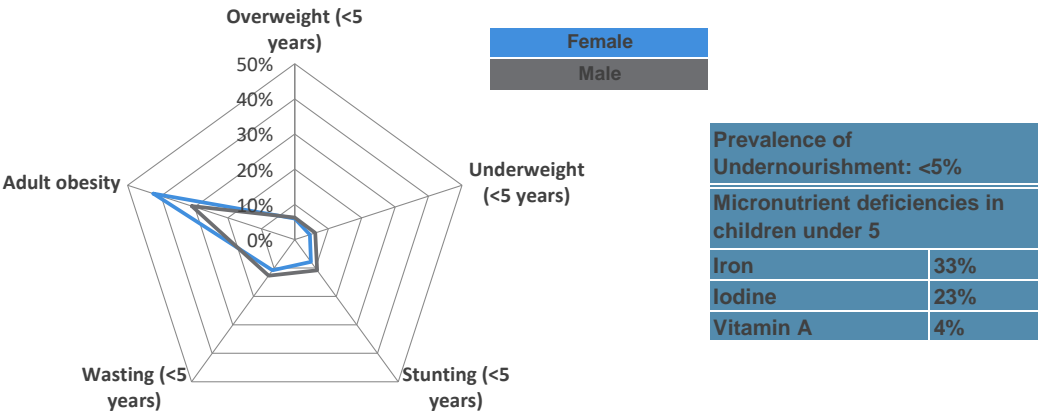 Overweight (<5
years)
50%
40%
30%
20%
10%
0%
Underweight
(<5 years)
Stunting (<5
years)
Wasting (<5
years)
Adult obesity
Female
Male
Prevalence of
Undernourishment: <5%
Micronutrient deficiencies in
children under 5
Iron 33%
Iodine 23%
Vitamin A 4%